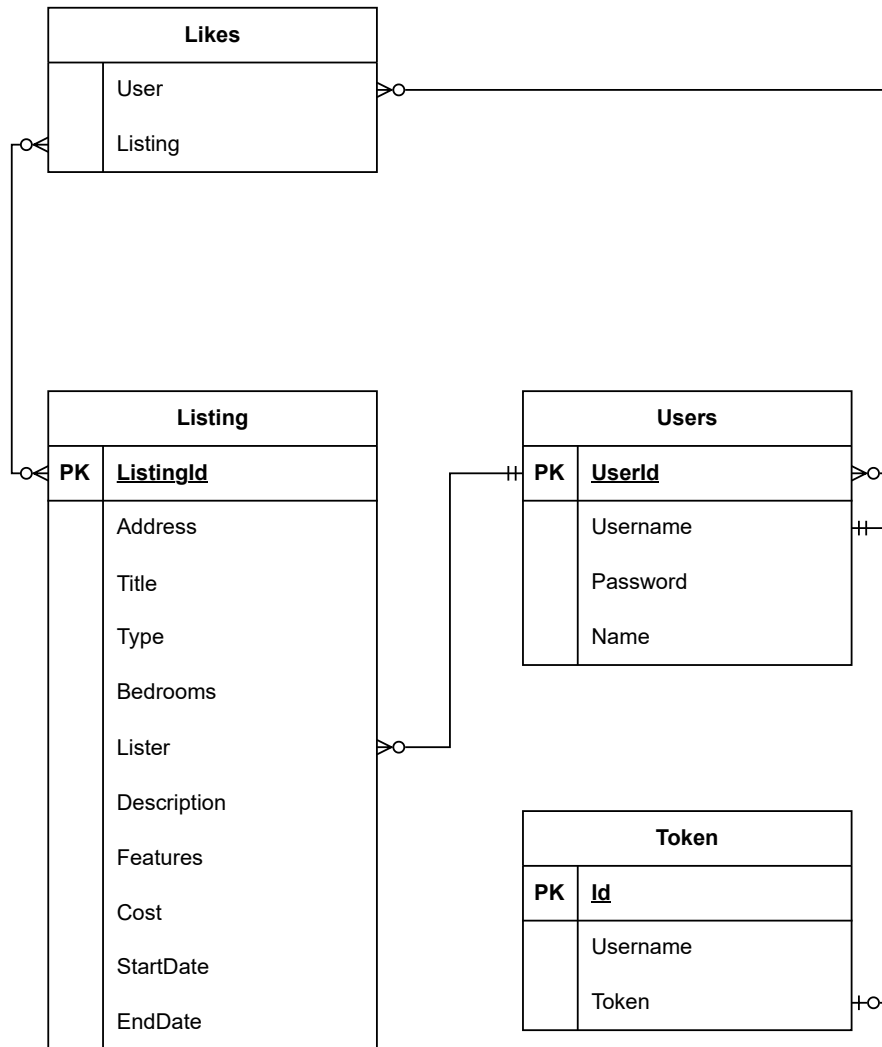 Likes
User
Listing
Listing
PK ListingId
Address
Title
Type
Bedrooms
Lister
Description
Features
Cost
StartDate
EndDate
Users
PK UserId
Username
Password
Name
Token
PK Id
Username
Token